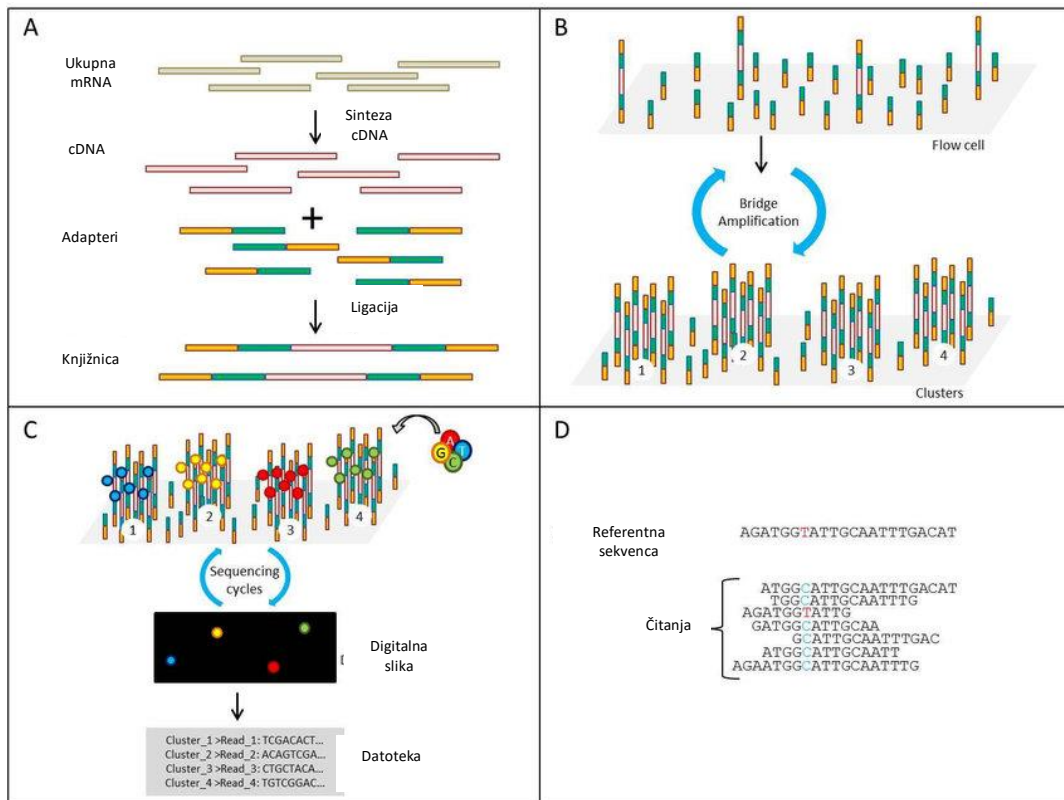 A
Ukupna
mRNA
Sinteza
cDNA
cDNA
+
Adapteri
Ligacija
Knjižnica
B
Flow cell
Bridge
Amplification
1
2
3
4
Clusters
C
A
G
T
C
1
2
3
4
Sequencing
cycles
Digitalna
slika
Cluster_1 >Read_1: TCGACACT...
Cluster_2 >Read_2: ACAGTCGA...
Cluster_3 >Read_3: CTGCTACA...
Cluster_4 >Read_4: TGTCGGAC...
Datoteka
D
Referentna
sekvenca
AGATGGTATTGCAATTTGACAT
Čitanja
ATGGCATTGCAATTTGACAT
TGGCATTGCAATTTG
AGATGGTATTG
GATGGCATTGCAA
GCATTGCAATTTGAC
ATGGCATTGCAATT
AGAATGGCATTGCAATTTG